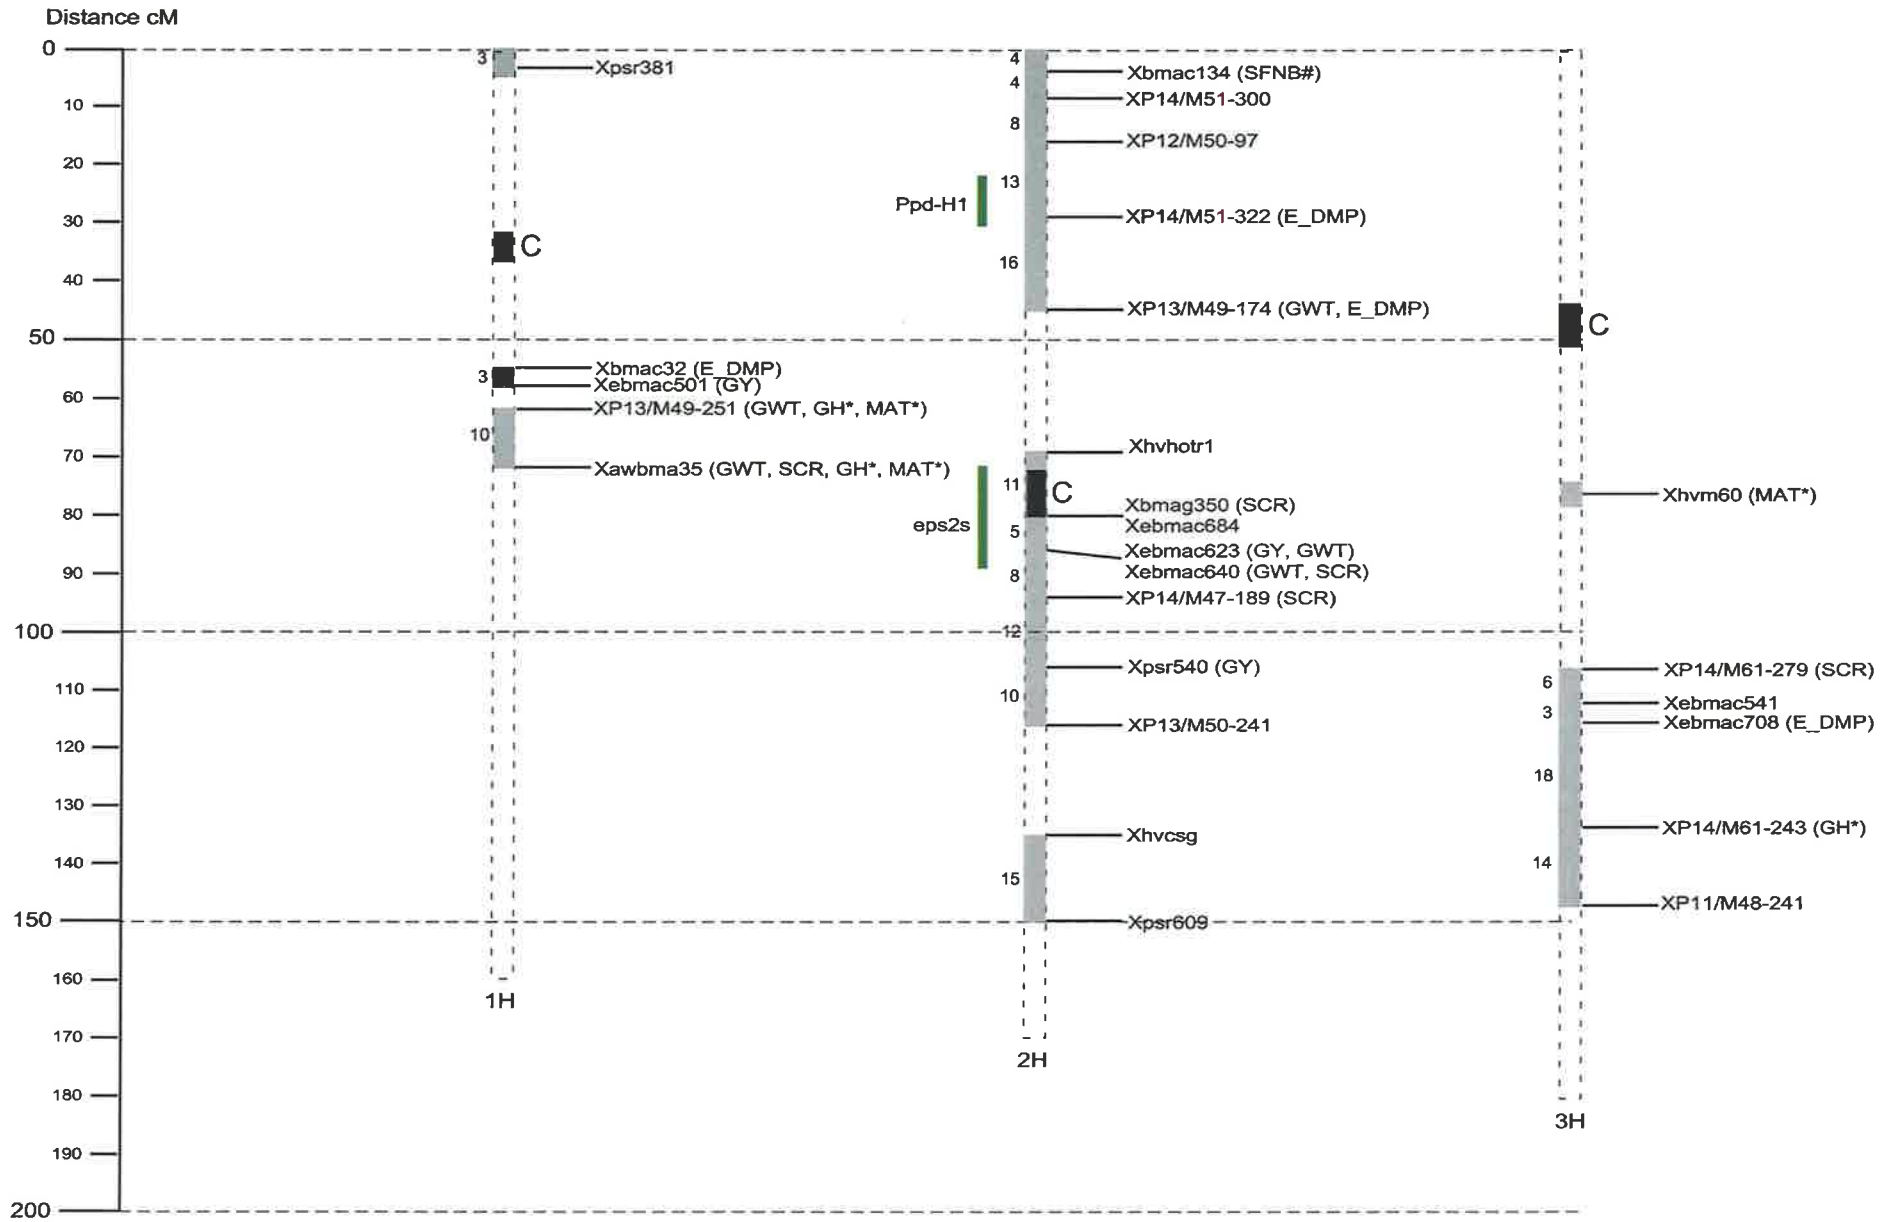 Distance cM
0
10
20
30
40
50
60
70
80
90
100
110
120
130
140
150
160
170
180
190
200
3
Xpsr381
C
3
Xbmac32 (E_DMP)
Xebmac501 (GY)
XP13/M49-251 (GWT, GH*, MAT*)
10
Xawbma35 (GWT, SCR, GH*, MAT*)
1H
4
Xbmac134 (SFNB#)
4
XP14/M51-300
8
XP12/M50-97
13
Ppd-H1
XP14/M51-322 (E_DMP)
16
XP13/M49-174 (GWT, E_DMP)
Xhvhotr1
11
C
Xbmag350 (SCR)
Xebmac684
eps2s
5
Xebmac623 (GY, GWT)
Xebmac640 (GWT, SCR)
8
XP14/M47-189 (SCR)
12
Xpsr540 (GY)
10
XP13/M50-241
Xhvcsg
15
Xpsr609
2H
C
Xhvm60 (MAT*)
XP14/M61-279 (SCR)
6
Xebmac541
3
Xebmac708 (E_DMP)
18
XP14/M61-243 (GH*)
14
XP11/M48-241
3H